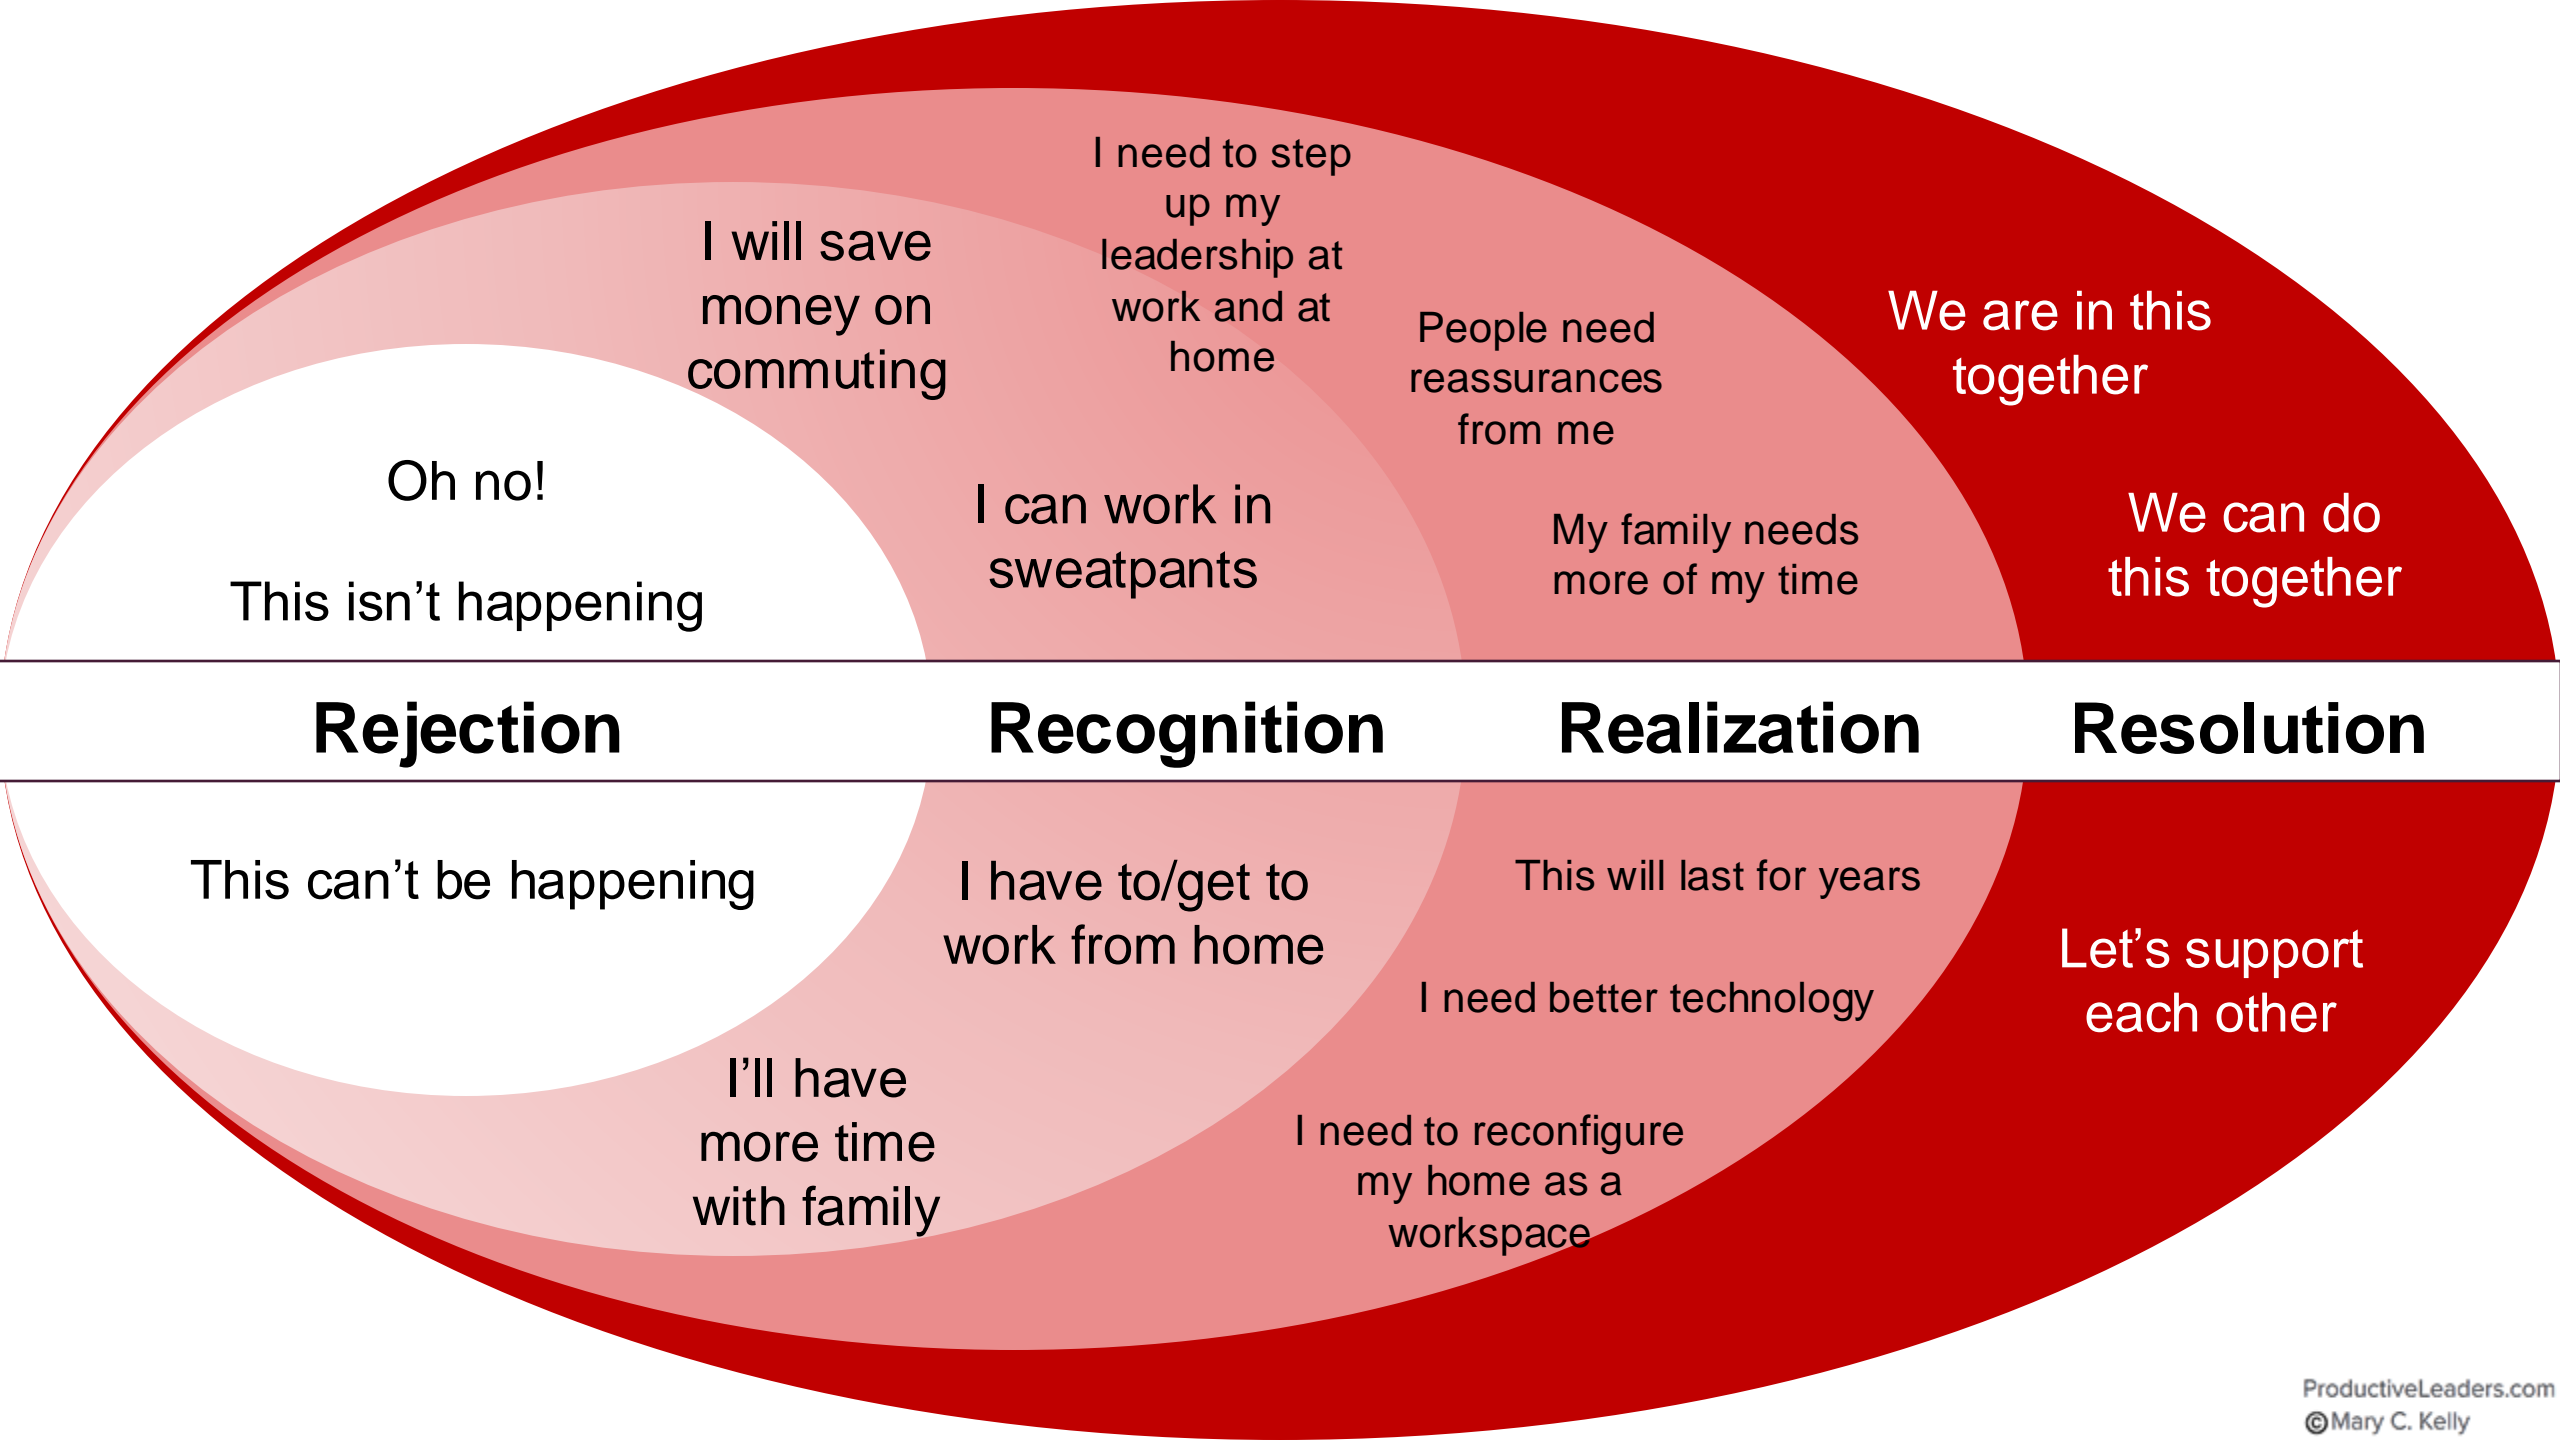 I need to step
up my
leadership at
work and at
home
I will save
money on
commuting
People need
reassurances
from me
We are in this
together
Oh no!
I can work in
sweatpants
My family needs
more of my time
We can do
this together
This isn’t happening
Rejection
Recognition
Realization
Resolution
This can’t be happening
I have to/get to
work from home
This will last for years
I need better technology
Let’s support
each other
I’ll have
more time
with family
I need to reconfigure
my home as a
workspace
ProductiveLeaders.com
©Mary C. Kelly